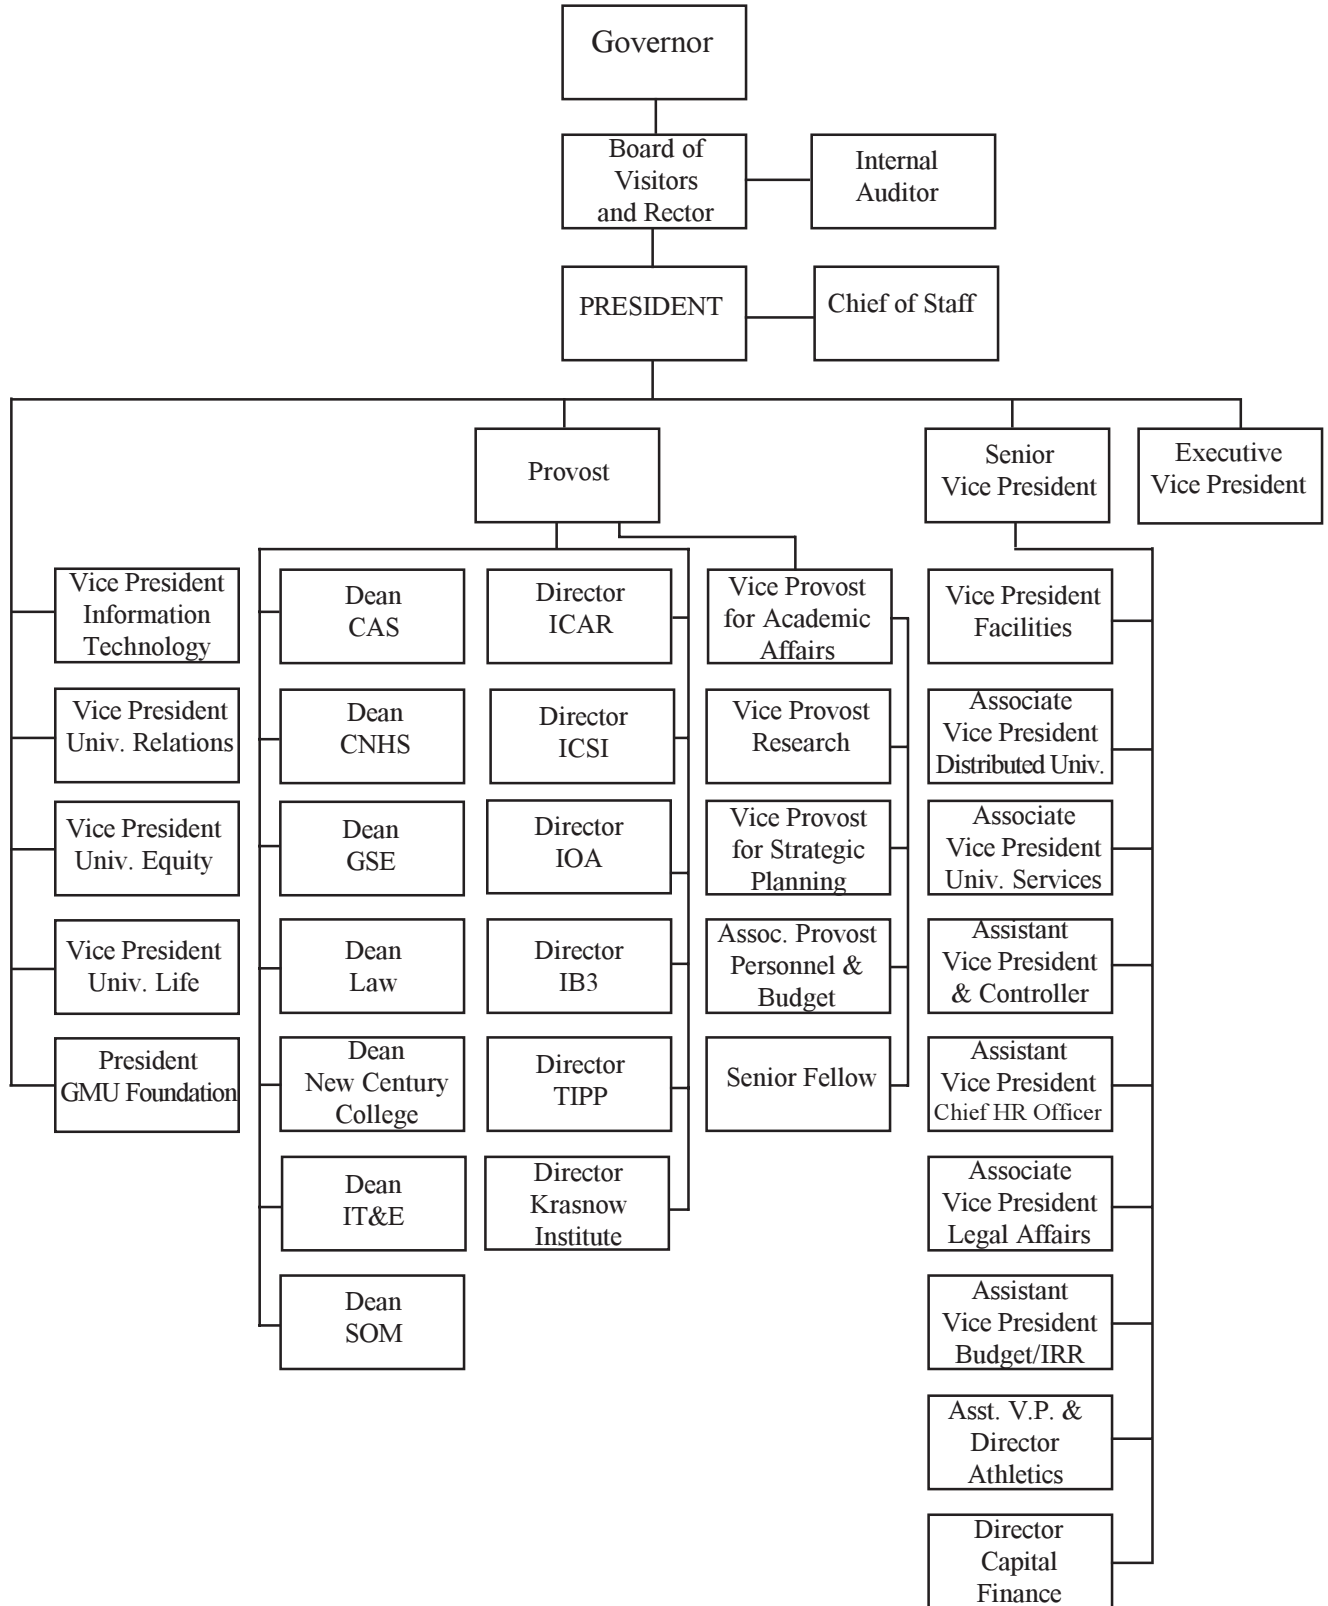 Governor
Board of
Visitors
and Rector
Internal
Auditor
PRESIDENT
Chief of Staff
Provost
Senior
Vice President
Executive
Vice President
Vice President
Information
Technology
Vice President
Univ. Relations
Vice President
Univ. Equity
Vice President
Univ. Life
President
GMU Foundation
Dean
CAS
Dean
CNHS
Dean
GSE
Dean
Law
Dean
New Century
College
Dean
IT&E
Dean
SOM
Director
ICAR
Director
ICSI
Director
IOA
Director
IB3
Director
TIPP
Director
Krasnow
Institute
Vice Provost
for Academic
Affairs
Vice Provost
Research
Vice Provost
for Strategic
Planning
Assoc. Provost
Personnel &
Budget
Senior Fellow
Vice President
Facilities
Associate
Vice President
Distributed Univ.
Associate
Vice President
Univ. Services
Assistant
Vice President
& Controller
Assistant
Vice President
Chief HR Officer
Associate
Vice President
Legal Affairs
Assistant
Vice President
Budget/IRR
Asst. V.P. &
Director
Athletics
Director
Capital
Finance